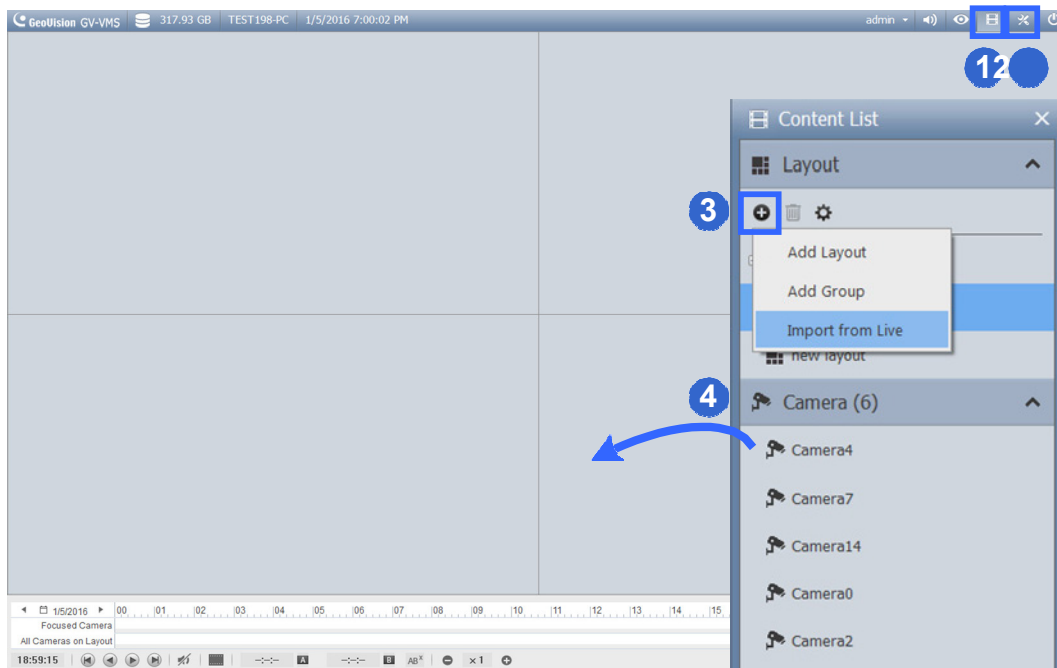 GeoVision GV-VMS 317.93 GB TEST198-PC 1/5/2016 7:00:02 PM admin
12
Content List
Layout
3
Add Layout
Add Group
Import from Live
new layout
4
Camera (6)
Camera4
Camera7
Camera14
Camera0
Camera2
1/5/2016 00 01 02 03 04 05 06 07 08 09 10 11 12 13 14 15
Focused Camera
All Cameras on Layout
18:59:15 --:--:-- A --:--:-- B AB x 1